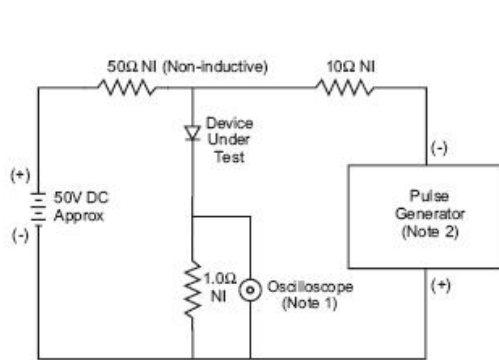 50Ω NI (Non-inductive)
10Ω NI
Device
Under
Test
(-)
(+)
50V DC
Approx
(-)
Pulse
Generator
(Note 2)
1.0Ω
NI
Oscilloscope
(Note 1)
(+)